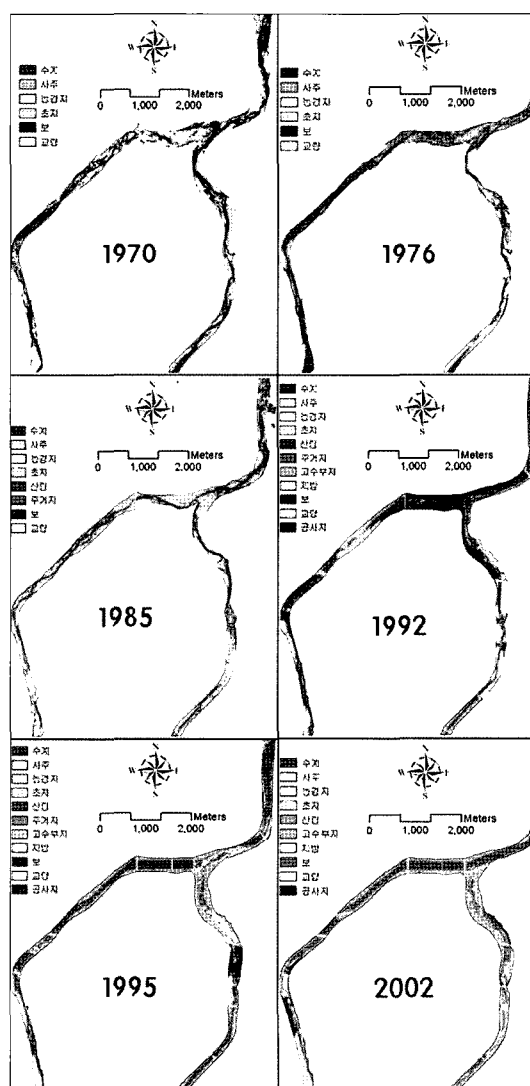 N
W E
S
수계
사주
농경지
초지
보
교량
Meters
0 1,000 2,000
1970
N
W E
S
수계
사주
농경지
초지
보
교량
Meters
0 1,000 2,000
1976
N
W E
S
수계
사주
농경지
초지
산림
주거지
보
교량
Meters
0 1,000 2,000
1985
N
W E
S
수계
사주
농경지
초지
산림
주거지
고수부지
제방
보
교량
공사지
Meters
0 1,000 2,000
1992
N
W E
S
수계
사주
농경지
초지
산림
주거지
고수부지
제방
보
교량
공사지
Meters
0 1,000 2,000
1995
N
W E
S
수계
사주
농경지
초지
산림
주거지
고수부지
제방
보
교량
공사지
Meters
0 1,000 2,000
2002